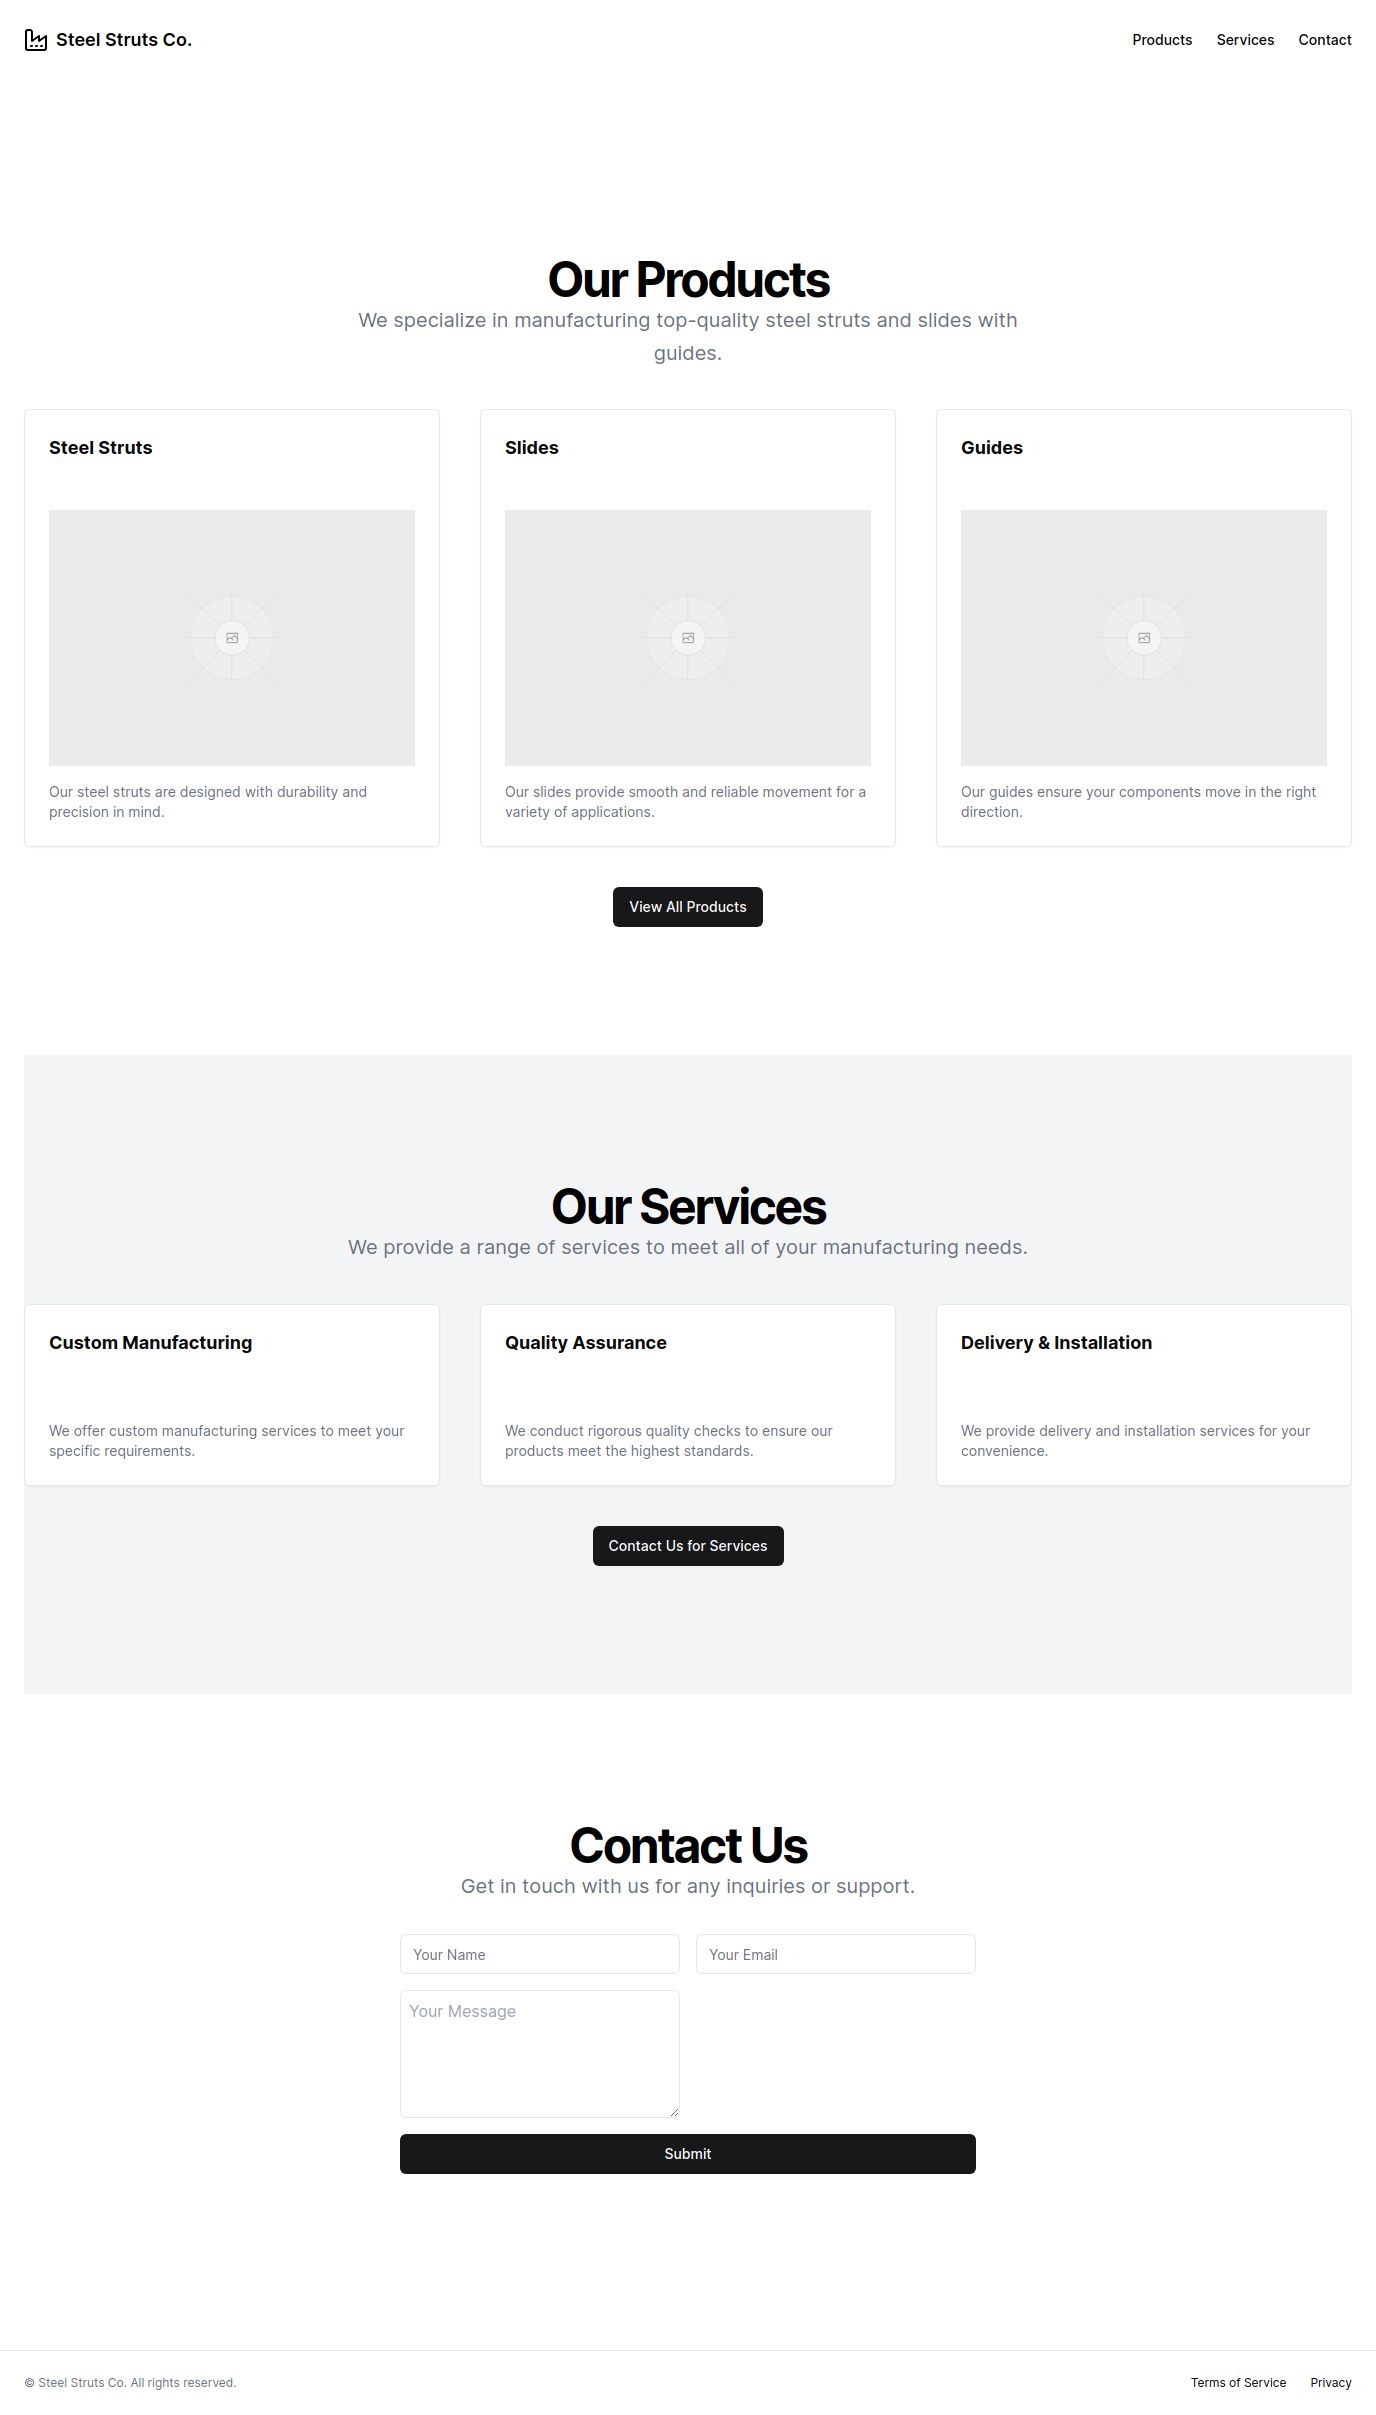 Steel Struts Co.
Products Services Contact
Our Products
We specialize in manufacturing top-quality steel struts and slides with
guides.
Steel Struts
Our steel struts are designed with durability and
precision in mind.
Slides
Our slides provide smooth and reliable movement for a
variety of applications.
Guides
Our guides ensure your components move in the right
direction.
View All Products
Our Services
We provide a range of services to meet all of your manufacturing needs.
Custom Manufacturing
We offer custom manufacturing services to meet your
specific requirements.
Quality Assurance
We conduct rigorous quality checks to ensure our
products meet the highest standards.
Delivery & Installation
We provide delivery and installation services for your
convenience.
Contact Us for Services
Contact Us
Get in touch with us for any inquiries or support.
Your Name
Your Email
Your Message
Submit
© Steel Struts Co. All rights reserved.
Terms of Service Privacy